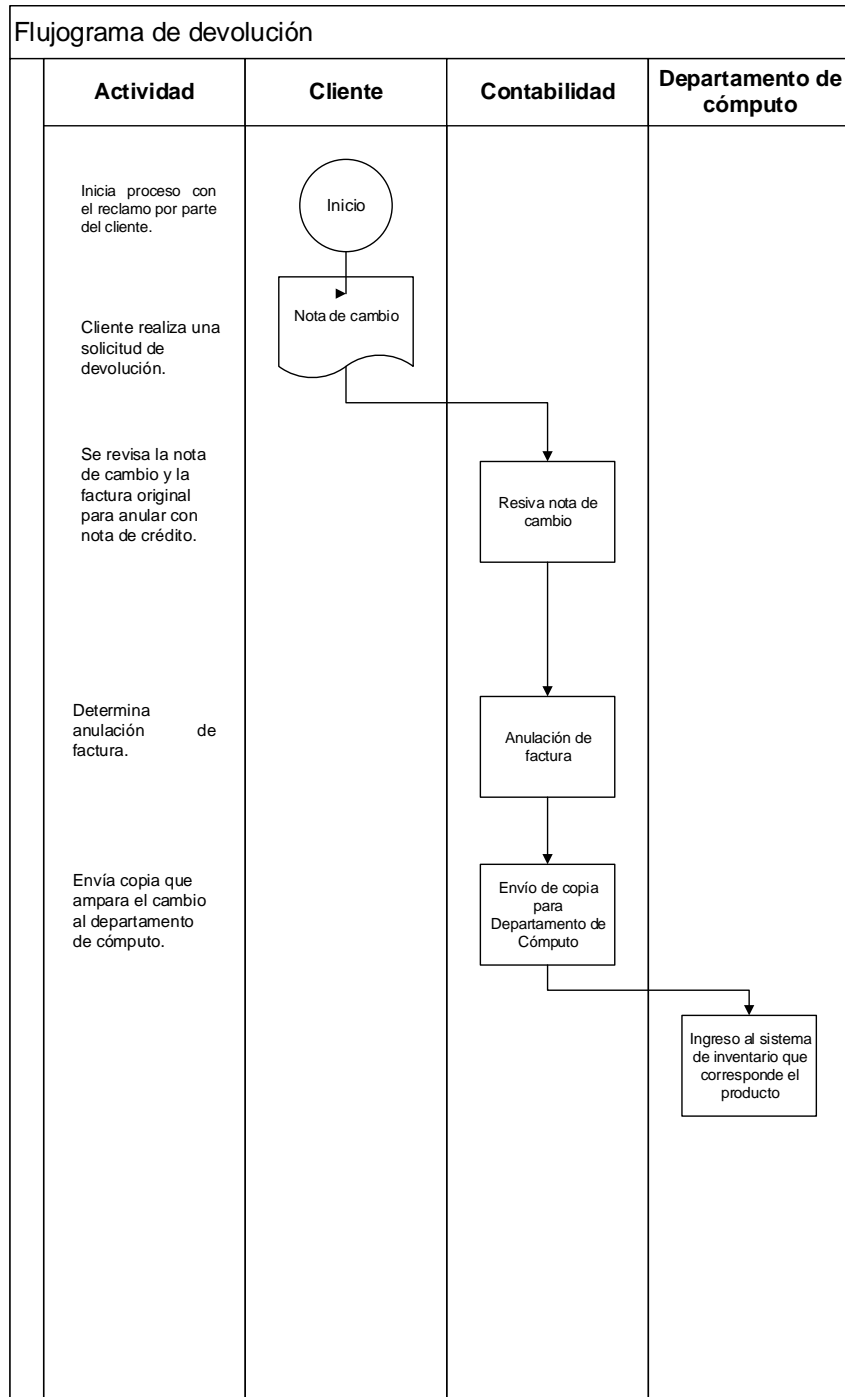 Flujograma de devolución
Actividad
Cliente
Contabilidad
Departamento de
cómputo
Inicia proceso con
el reclamo por parte
del cliente.
Inicio
Cliente realiza una
solicitud de
devolución.
Nota de cambio
Se revisa la nota
de cambio y la
factura original
para anular con
nota de crédito.
Resiva nota de
cambio
Determina
anulación de
factura.
Anulación de
factura
Envía copia que
ampara el cambio
al departamento
de cómputo.
Envío de copia
para
Departamento de
Cómputo
Ingreso al sistema
de inventario que
corresponde el
producto